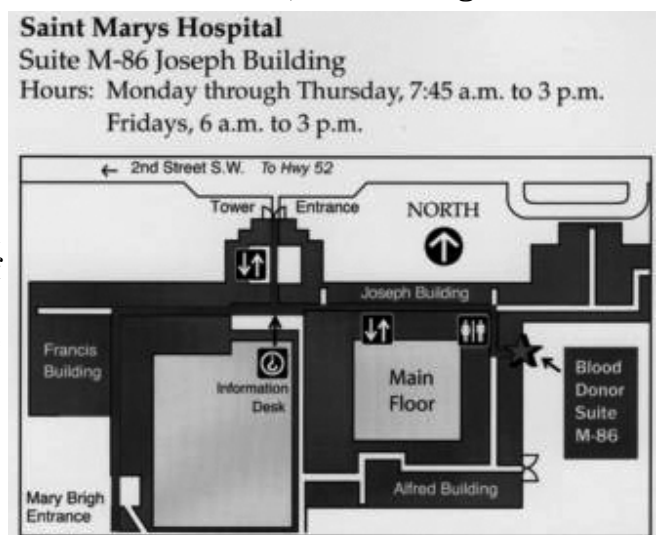 Saint Marys Hospital
Suite M-86 Joseph Building
Hours: Monday through Thursday, 7:45 a.m. to 3 p.m.
Fridays, 6 a.m. to 3 p.m.
← 2nd Street S.W. To Hwy 52
Tower Entrance
NORTH
Joseph Building
Francis
Building
Information
Desk
Main
Floor
Blood
Donor
Suite
M-86
Alfred Building
Mary Brigh
Entrance